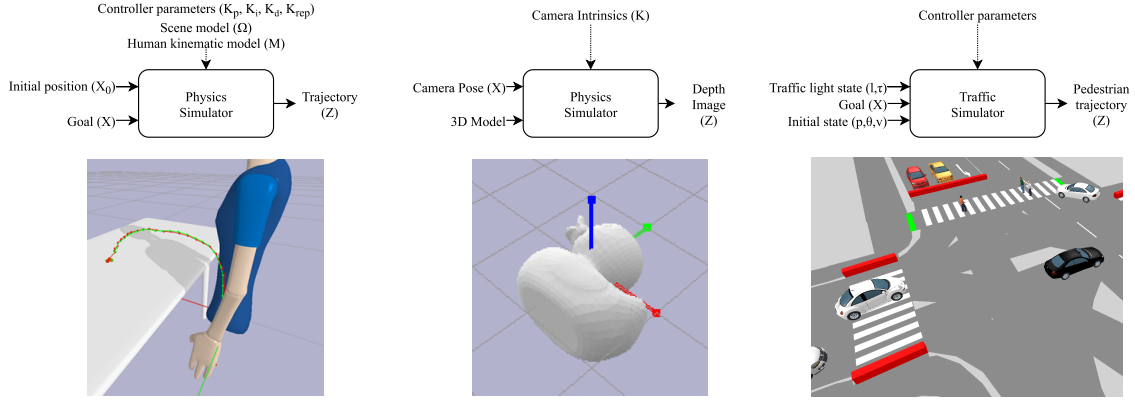 Controller parameters (Kp, Ki, Kd, Krep)
Scene model (Ω)
Human kinematic model (M)
Initial position (X0)
Goal (X)
Physics
Simulator
Trajectory
(Z)
Camera Intrinsics (K)
Camera Pose (X)
3D Model
Physics
Simulator
Depth
Image
(Z)
Controller parameters
Traffic light state (l,τ)
Goal (X)
Initial state (p,θ,v)
Traffic
Simulator
Pedestrian
trajectory
(Z)